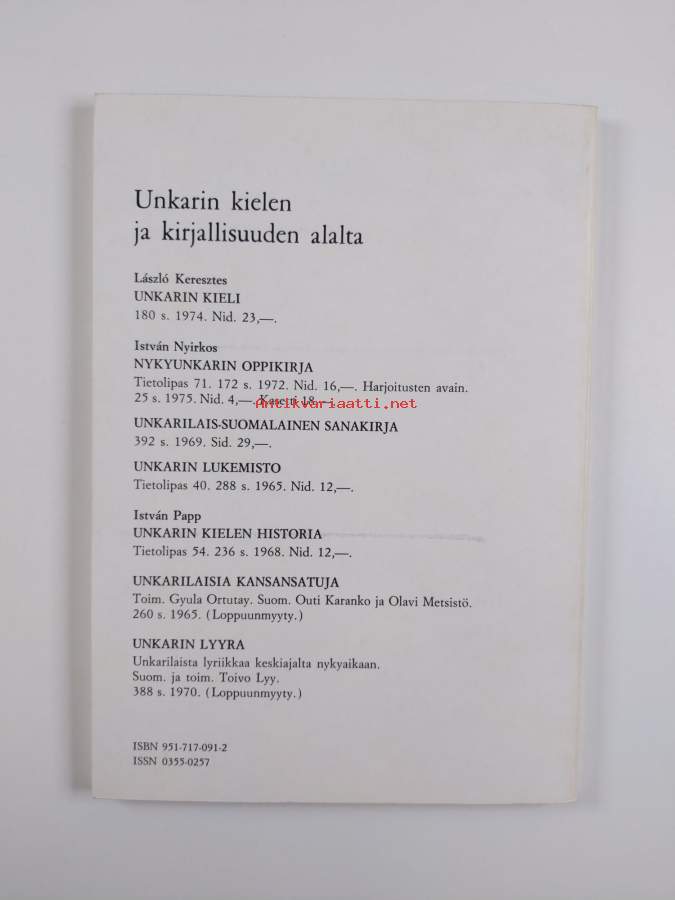 Unkarin kielen
ja kirjallisuuden alalta
László Keresztes
UNKARIN KIELI
180 s. 1974. Nid. 23,—.
István Nyirkos
NYKYUNKARIN OPPIKIRJA
Tietolipas 71. 172 s. 1972. Nid. 16,—. Harjoitusten avain.
25 s. 1975. Nid. 4,—. Kasetti 18,—.
Antikvariaatti.net
UNKARILAIS-SUOMALAINEN SANAKIRJA
392 s. 1969. Sid. 29,—.
UNKARIN LUKEMISTO
Tietolipas 40. 288 s. 1965. Nid. 12,—.
István Papp
UNKARIN KIELEN HISTORIA
Tietolipas 54. 236 s. 1968. Nid. 12,—.
UNKARILAISIA KANSANSATUJA
Toim. Gyula Ortutay. Suom. Outi Karanko ja Olavi Metsistö.
260 s. 1965. (Loppuunmyyty.)
UNKARIN LYYRA
Unkarilaista lyriikkaa keskiajalta nykyaikaan.
Suom. ja toim. Toivo Lyy.
388 s. 1970. (Loppuunmyyty.)
ISBN 951-717-091-2
ISSN 0355-0257